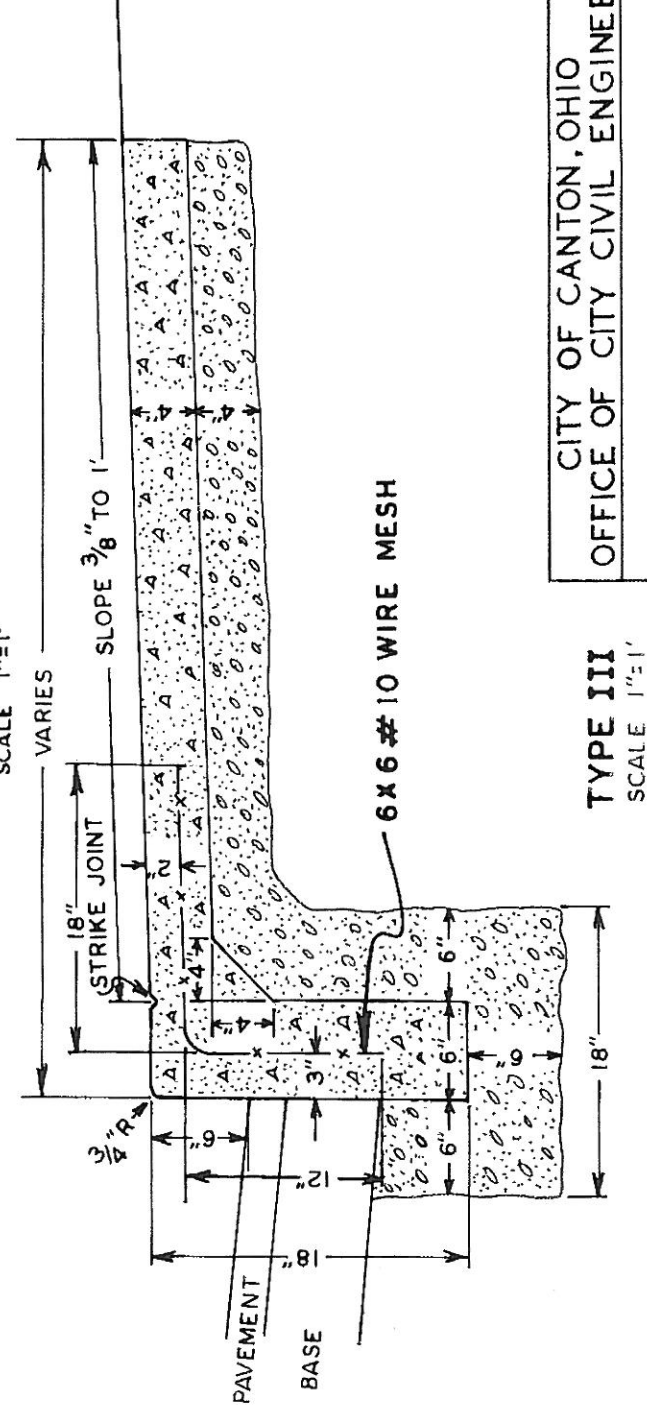 SCALE 1"=1'
VARIES
SLOPE 3/8" TO 1'
18"
STRIKE JOINT
2"
4"
4"
3/4" R
4"
4"
6"
3"
12"
18"
PAVEMENT
BASE
6X6 # 10 WIRE MESH
6"
6"
6"
6"
18"
TYPE III
SCALE 1"=1'
CITY OF CANTON, OHIO
OFFICE OF CITY CIVIL ENGINEE